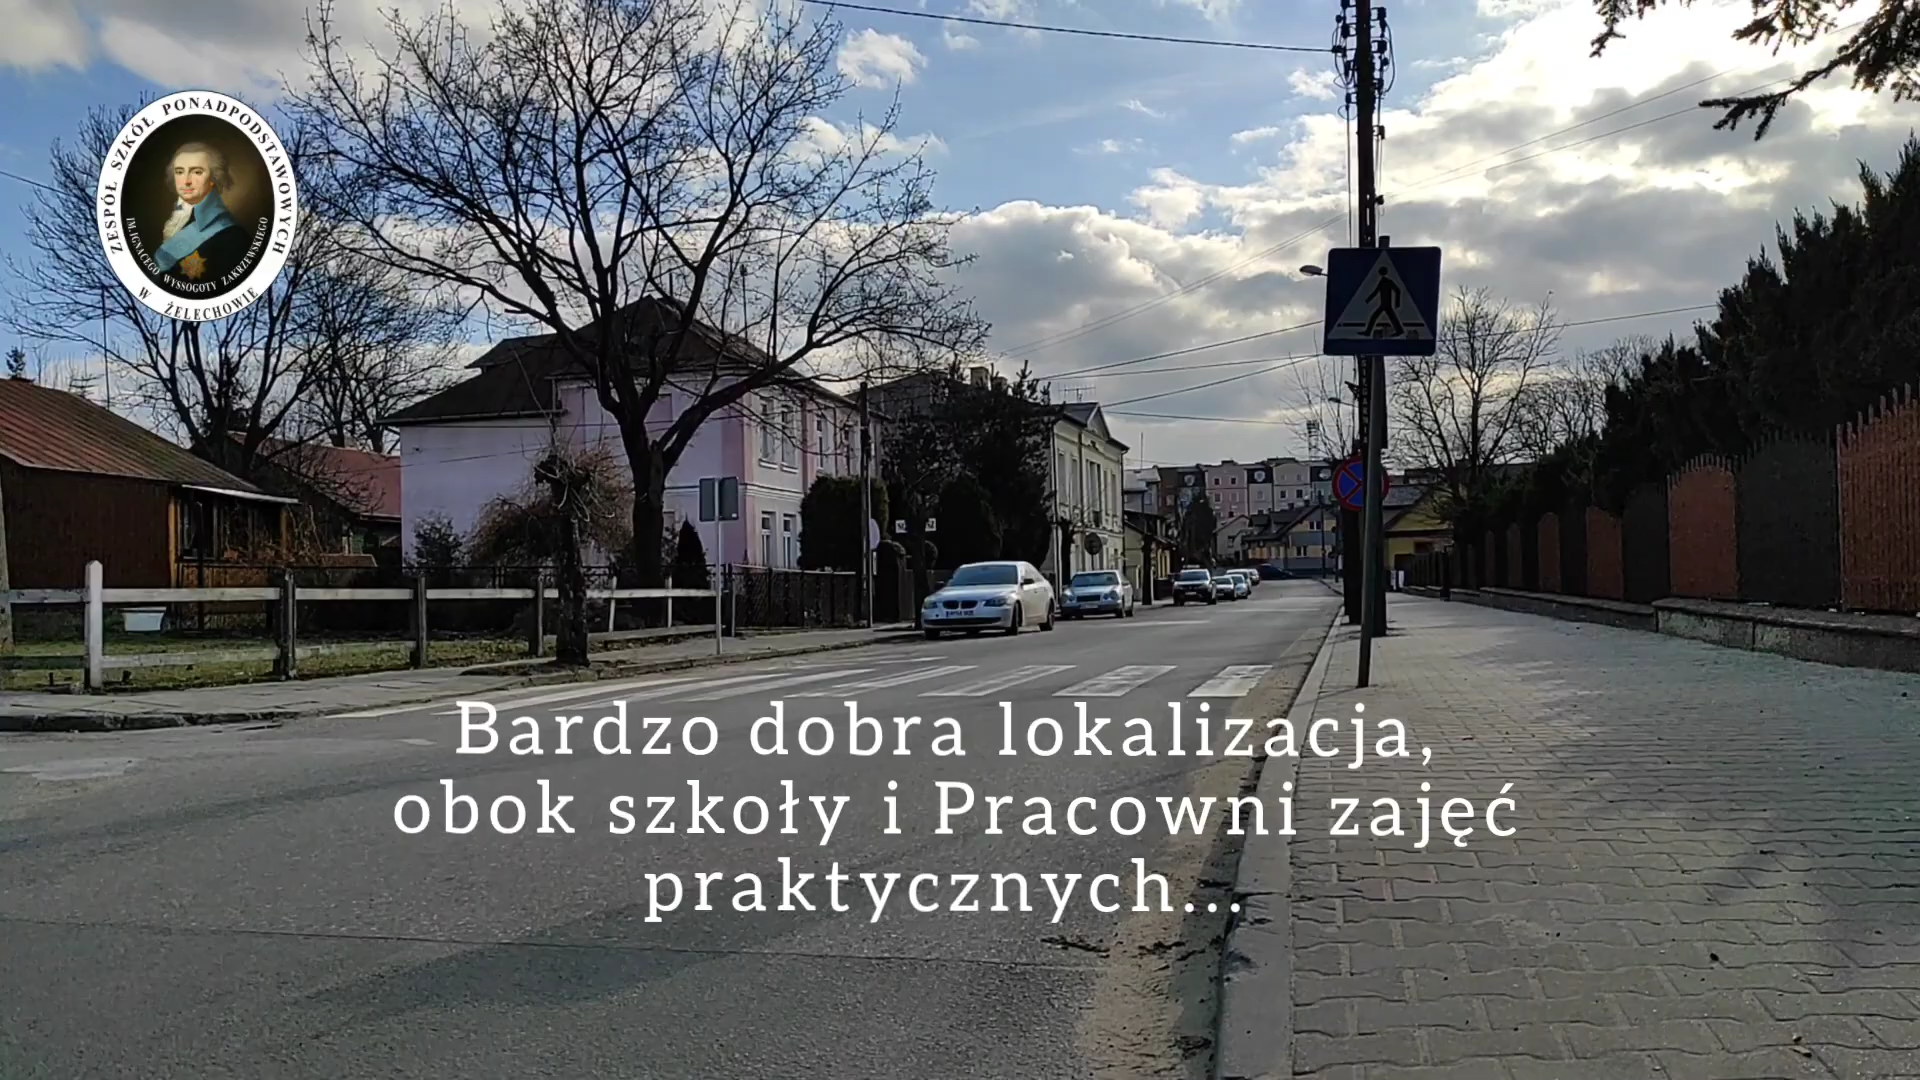 ZESPÓŁ SZKÓŁ PONADPODSTAWOWYCH
IM. IGNACEGO WYSSOGOTY ZAKRZEWSKIEGO
W ŻELECHOWIE
Bardzo dobra lokalizacja,
obok szkoły i Pracowni zajęć
praktycznych...